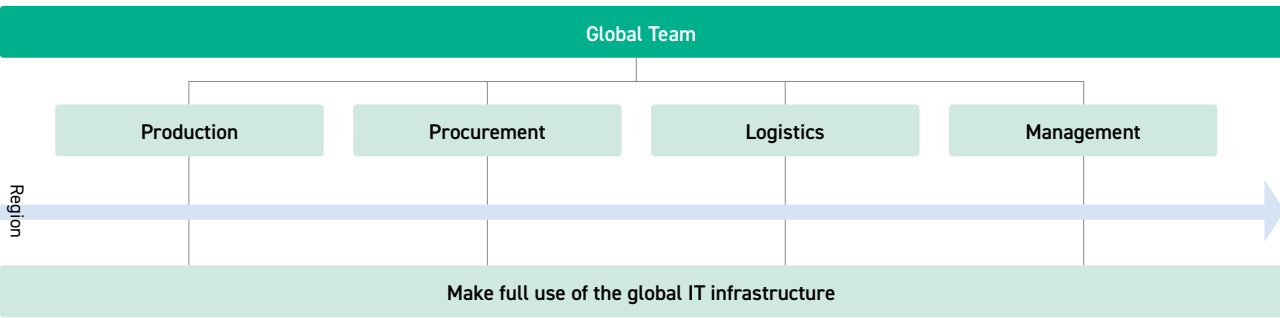 Global Team
Production
Procurement
Logistics
Management
Region
Make full use of the global IT infrastructure